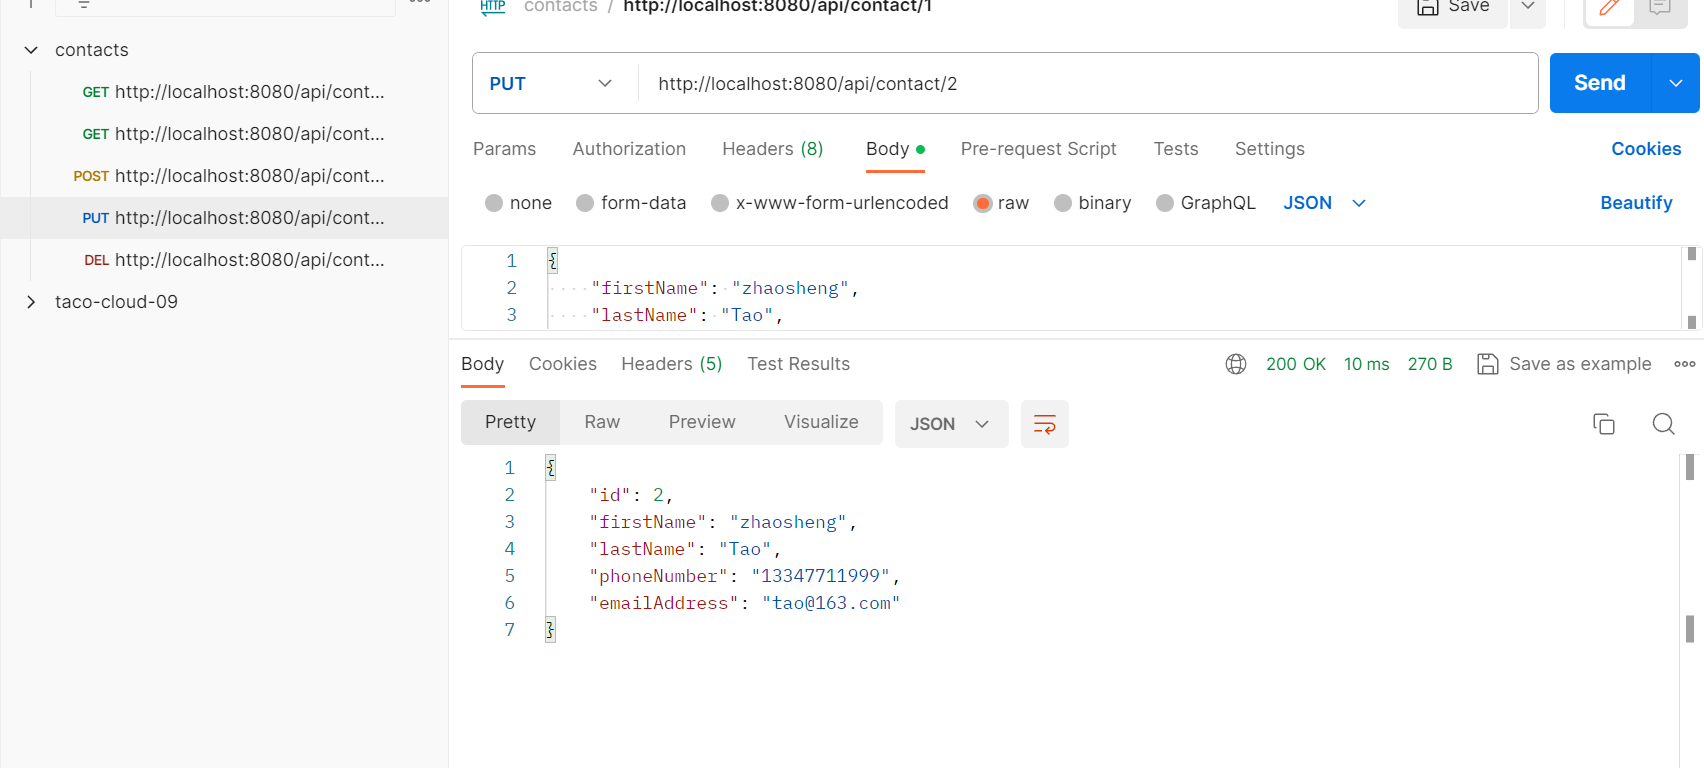 HTTP contacts / http://localhost:8080/api/contact/1 Save
contacts
GET http://localhost:8080/api/cont...
GET http://localhost:8080/api/cont...
POST http://localhost:8080/api/cont...
PUT http://localhost:8080/api/cont...
DEL http://localhost:8080/api/cont...
taco-cloud-09
PUT http://localhost:8080/api/contact/2 Send
Params Authorization Headers (8) Body Pre-request Script Tests Settings Cookies
none form-data x-www-form-urlencoded raw binary GraphQL JSON Beautify
1 {
2 "firstName": "zhaosheng",
3 "lastName": "Tao",
Body Cookies Headers (5) Test Results 200 OK 10 ms 270 B Save as example
Pretty Raw Preview Visualize JSON
1 {
2 "id": 2,
3 "firstName": "zhaosheng",
4 "lastName": "Tao",
5 "phoneNumber": "13347711999",
6 "emailAddress": "tao@163.com"
7 }